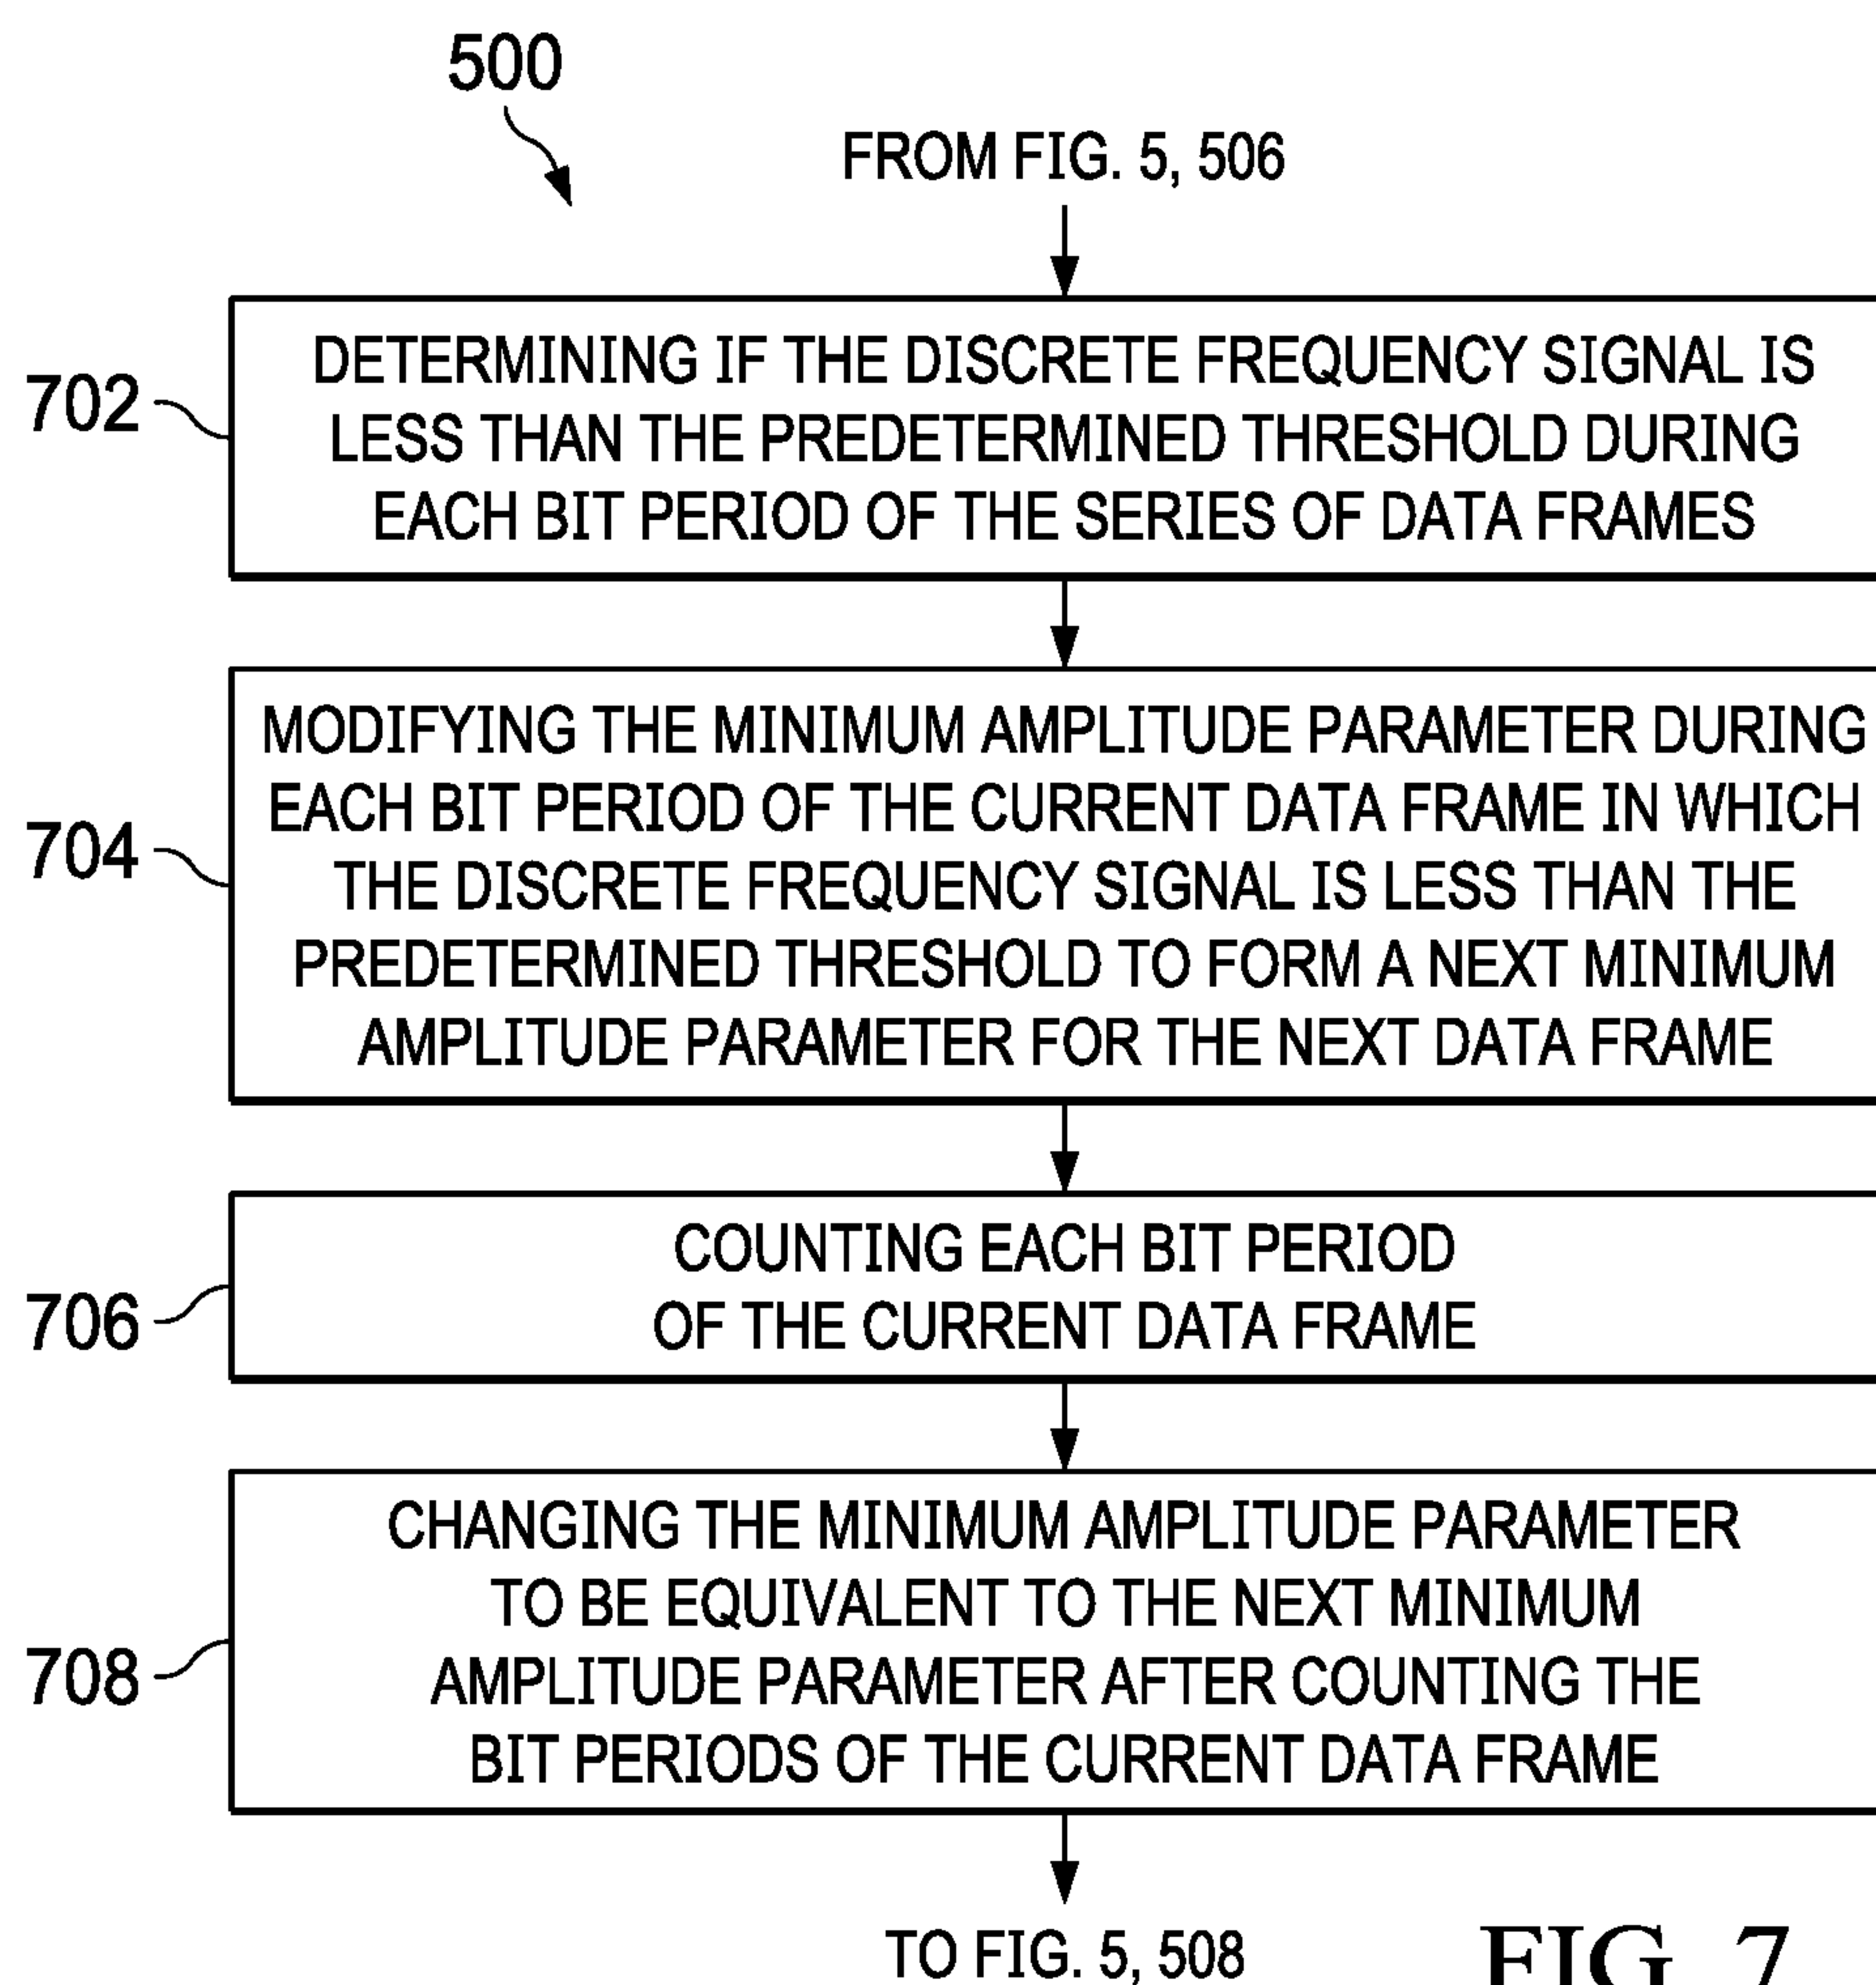 500
FROM FIG. 5, 506
702
DETERMINING IF THE DISCRETE FREQUENCY SIGNAL IS
LESS THAN THE PREDETERMINED THRESHOLD DURING
EACH BIT PERIOD OF THE SERIES OF DATA FRAMES
704
MODIFYING THE MINIMUM AMPLITUDE PARAMETER DURING
EACH BIT PERIOD OF THE CURRENT DATA FRAME IN WHICH
THE DISCRETE FREQUENCY SIGNAL IS LESS THAN THE
PREDETERMINED THRESHOLD TO FORM A NEXT MINIMUM
AMPLITUDE PARAMETER FOR THE NEXT DATA FRAME
706
COUNTING EACH BIT PERIOD
OF THE CURRENT DATA FRAME
708
CHANGING THE MINIMUM AMPLITUDE PARAMETER
TO BE EQUIVALENT TO THE NEXT MINIMUM
AMPLITUDE PARAMETER AFTER COUNTING THE
BIT PERIODS OF THE CURRENT DATA FRAME
TO FIG. 5, 508
FIG. 7